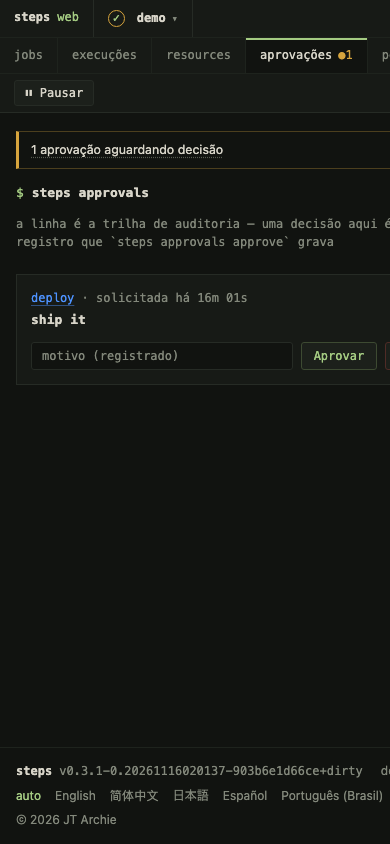 steps web ✓ demo ▾
jobs execuções resources aprovações ●1
Pausar
1 aprovação aguardando decisão
$ steps approvals
a linha é a trilha de auditoria — uma decisão aqui é
registro que `steps approvals approve` grava
deploy · solicitada há 16m 01s
ship it
motivo (registrado)
Aprovar
steps v0.3.1-0.20261116020137-903b6e1d66ce+dirty
auto English 简体中文 日本語 Español Português (Brasil)
© 2026 JT Archie